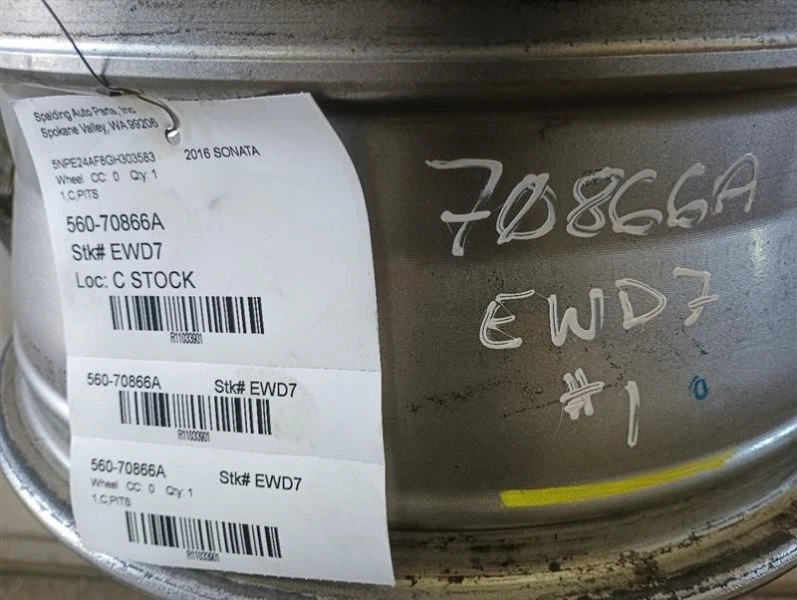 Spalding Auto Parts, Inc
Spokane Valley, WA 99206
5NPE24AF8GH303583 2016 SONATA
Wheel CC: 0 Qty: 1
1,C,PITS
560-70866A
Stk# EWD7
Loc: C STOCK
R11033901
560-70866A Stk# EWD7
R11033901
560-70866A Stk# EWD7
Wheel CC: 0 Qty: 1
1,C,PITS
R11033901
70866A
EWD7
#1